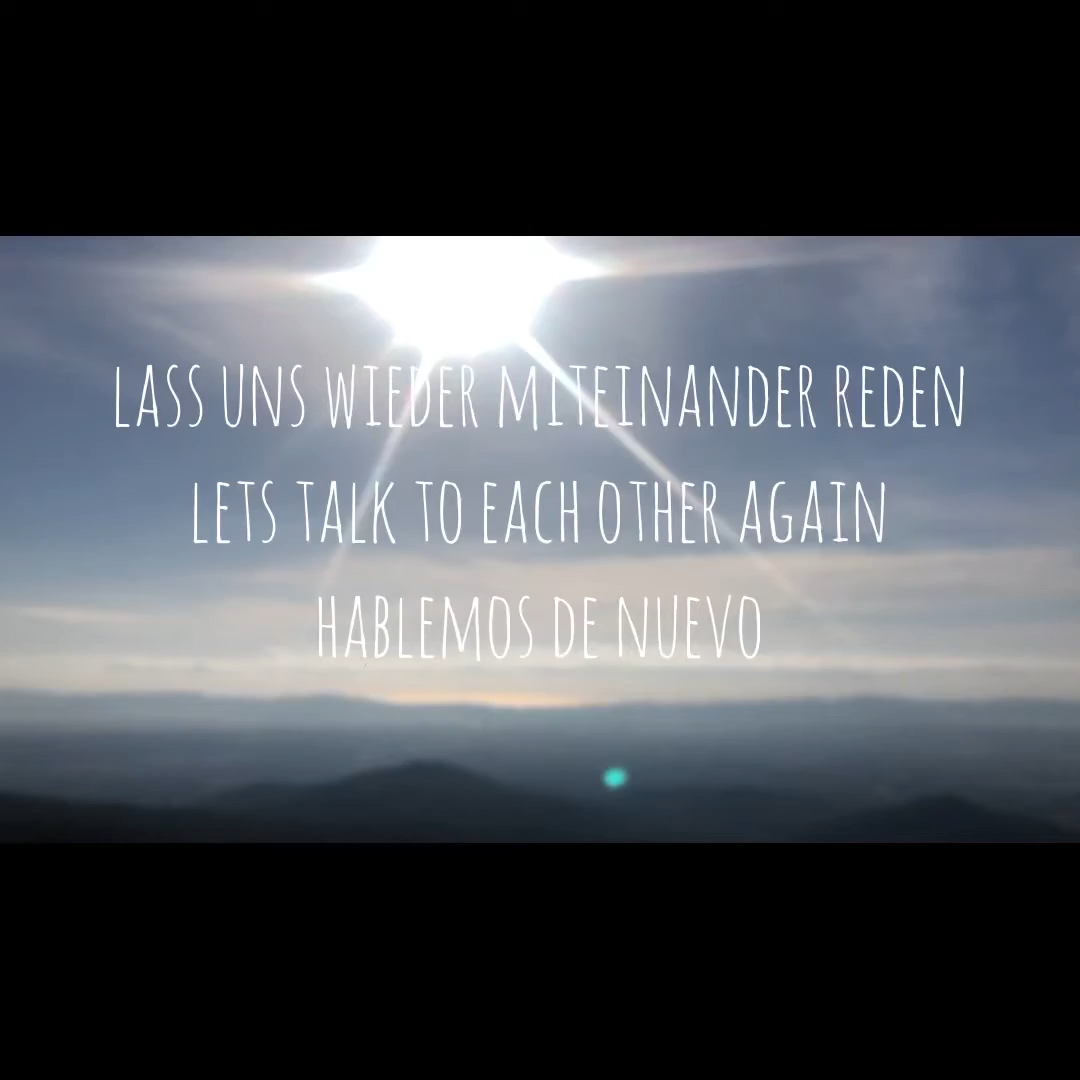 LASS UNS WIEDER MITEINANDER REDEN
LETS TALK TO EACH OTHER AGAIN
HABLEMOS DE NUEVO